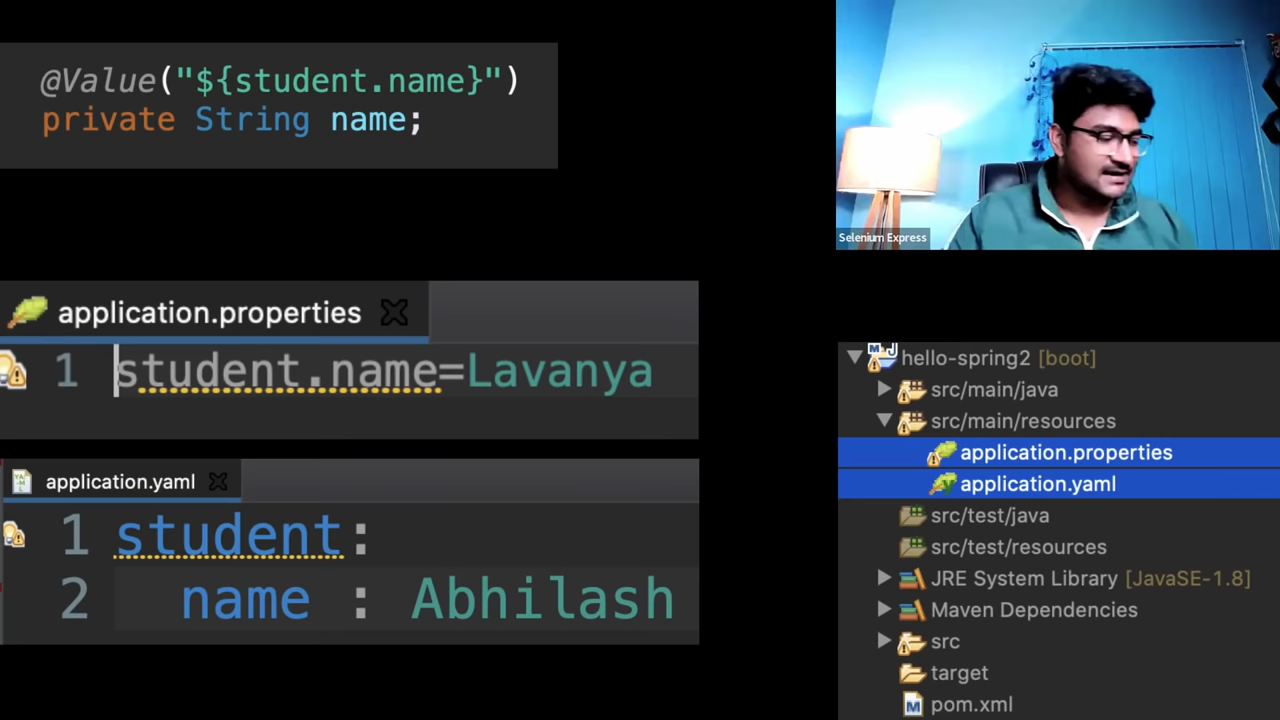 @Value("${student.name}")
private String name;
Selenium Express
application.properties
1 student.name=Lavanya
application.yaml
1 student:
2 name : Abhilash
hello-spring2 [boot]
src/main/java
src/main/resources
application.properties
application.yaml
src/test/java
src/test/resources
JRE System Library [JavaSE-1.8]
Maven Dependencies
src
target
pom.xml